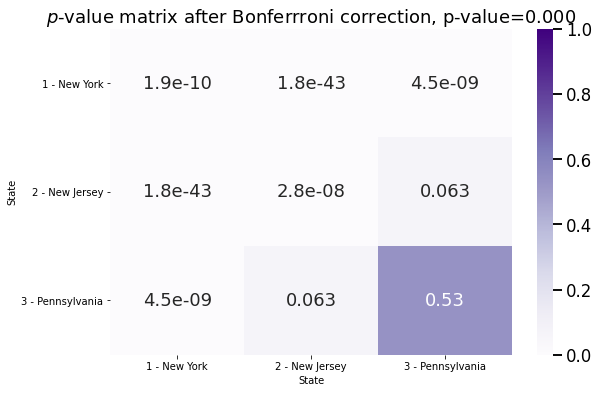 p-value matrix after Bonferrroni correction, p-value=0.000
1 - New York 1.9e-10 1.8e-43 4.5e-09
2 - New Jersey 1.8e-43 2.8e-08 0.063
3 - Pennsylvania 4.5e-09 0.063 0.53
1 - New York 2 - New Jersey 3 - Pennsylvania
State
State
1.0
0.8
0.6
0.4
0.2
0.0